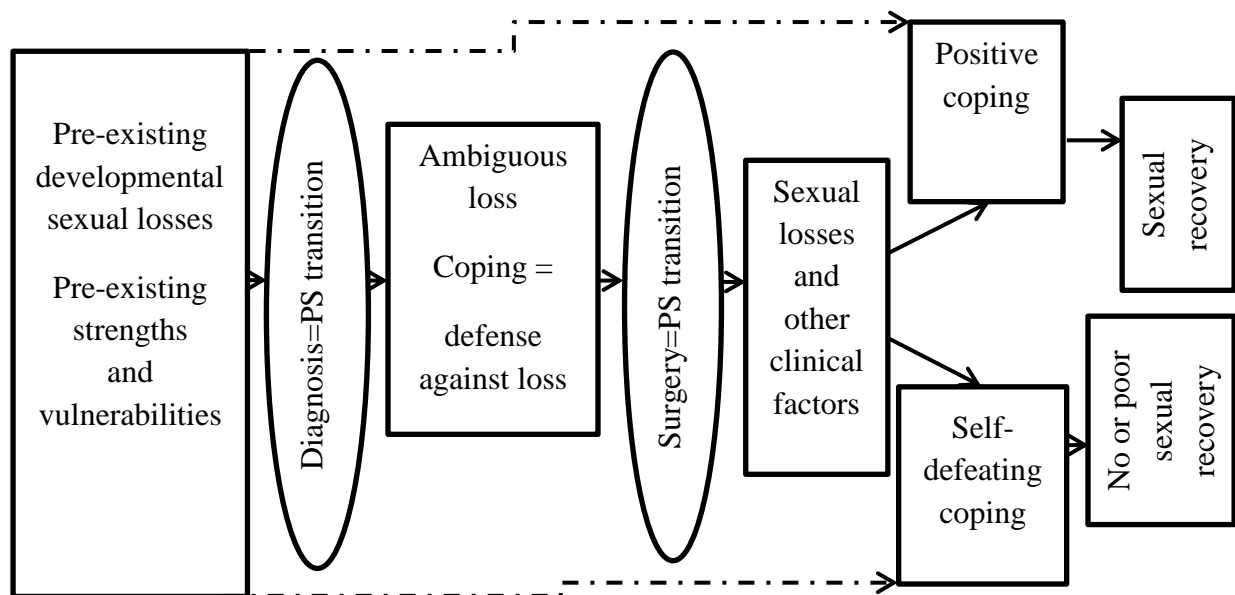 Pre-existing
developmental
sexual losses
Pre-existing
strengths
and
vulnerabilities
Diagnosis=PS transition
Ambiguous
loss
Coping =
defense
against loss
Surgery=PS transition
Sexual
losses
and
other
clinical
factors
Positive
coping
Sexual
recovery
Self-
defeating
coping
No or poor
sexual
recovery